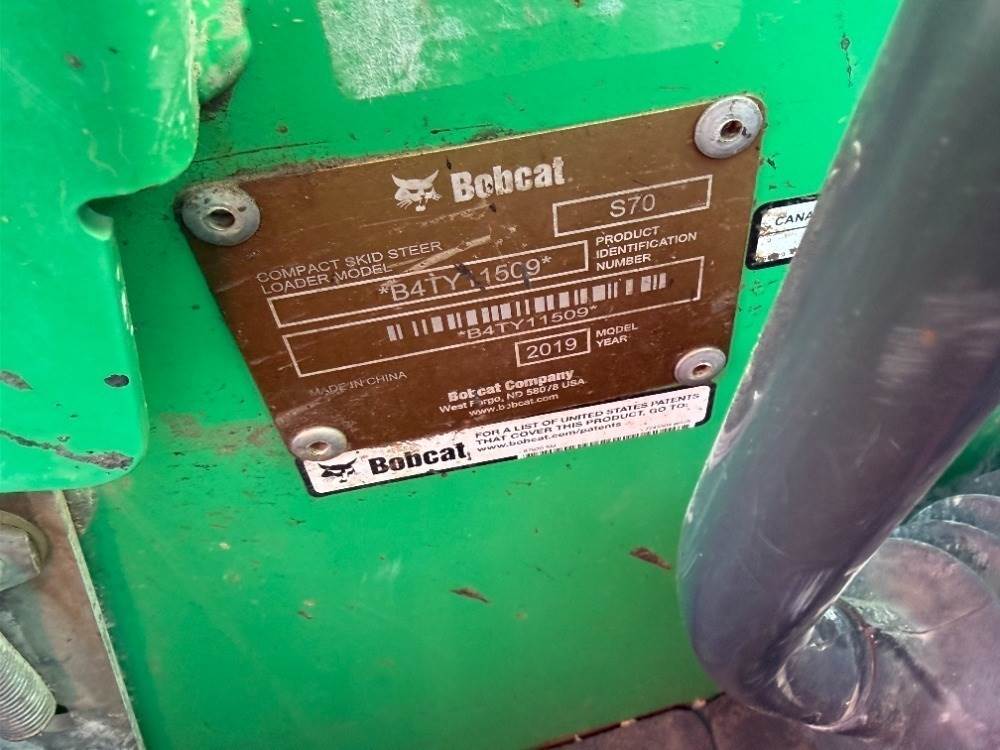 Bobcat
S70
COMPACT SKID STEER
LOADER MODEL
*B4TY11509*
PRODUCT
IDENTIFICATION
NUMBER
*B4TY11509*
2019
MODEL
YEAR
MADE IN CHINA
Bobcat Company
West Fargo, ND 58078 USA
www.bobcat.com
Bobcat
FOR A LIST OF UNITED STATES PATENTS
THAT COVER THIS PRODUCT, GO TO:
www.bobcat.com/patents
CANA